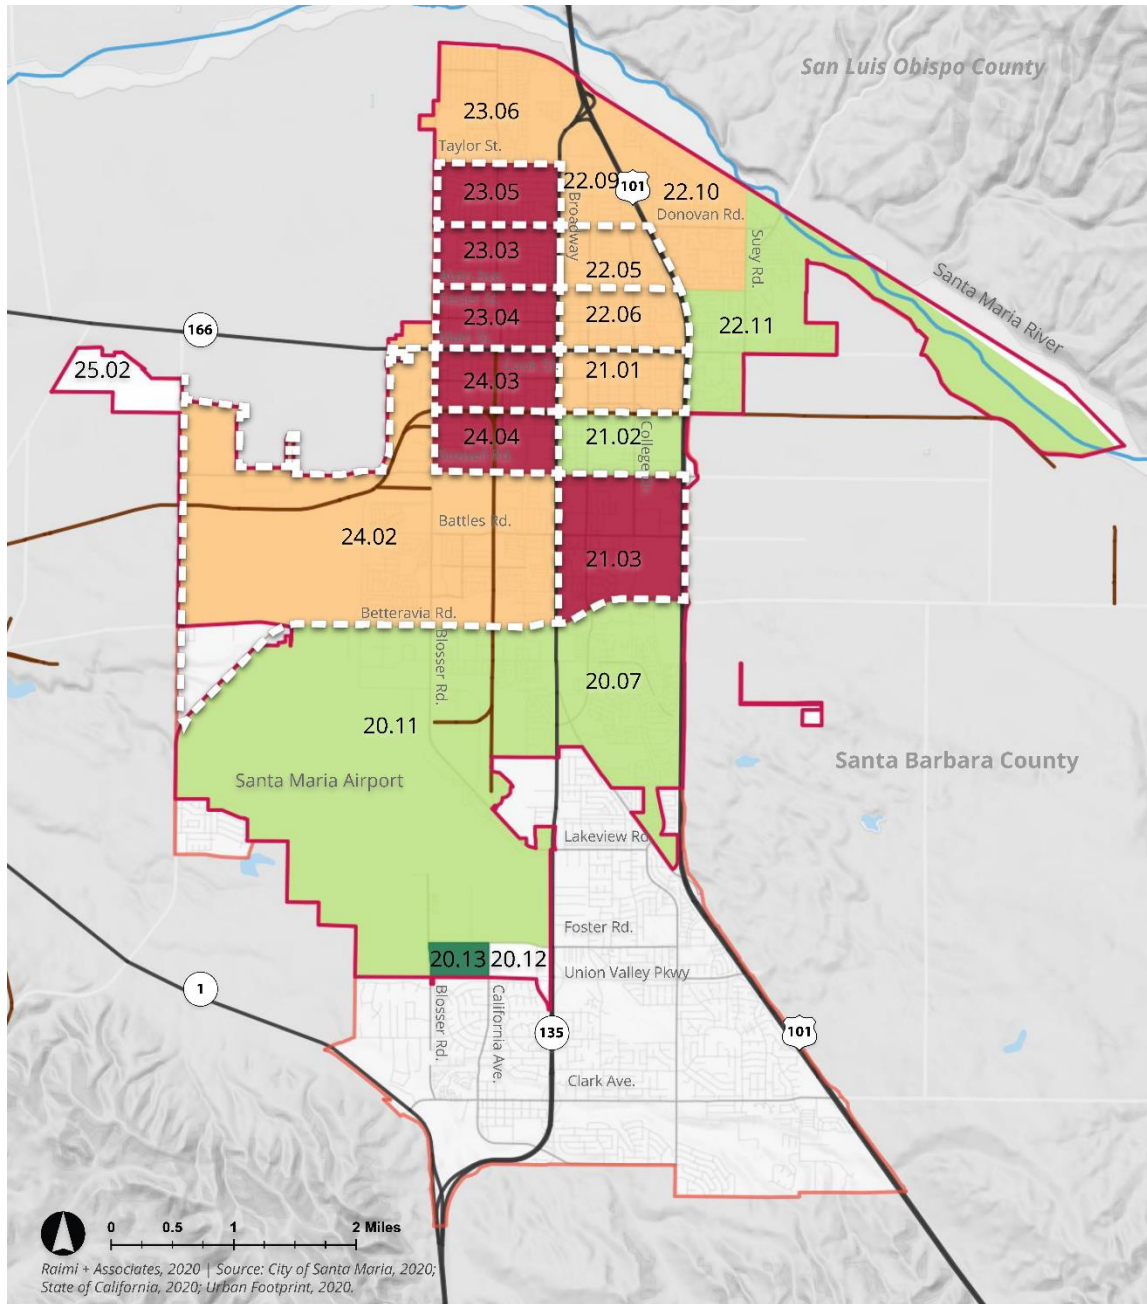 San Luis Obispo County
23.06
Taylor St.
22.09
101
22.10
23.05
Donovan Rd.
Broadway
Suey Rd.
23.03
22.05
Santa Maria River
23.04
22.06
22.11
166
25.02
21.01
24.03
24.04
21.02
College
Battles Rd.
24.02
21.03
Betteravia Rd.
Blosser Rd.
20.07
20.11
Santa Barbara County
Santa Maria Airport
Lakeview Rd
Foster Rd.
20.13
20.12
Union Valley Pkwy
1
Blosser Rd.
California Ave.
135
101
Clark Ave.
0 0.5 1 2 Miles
Raimi + Associates, 2020 | Source: City of Santa Maria, 2020;
State of California, 2020; Urban Footprint, 2020.